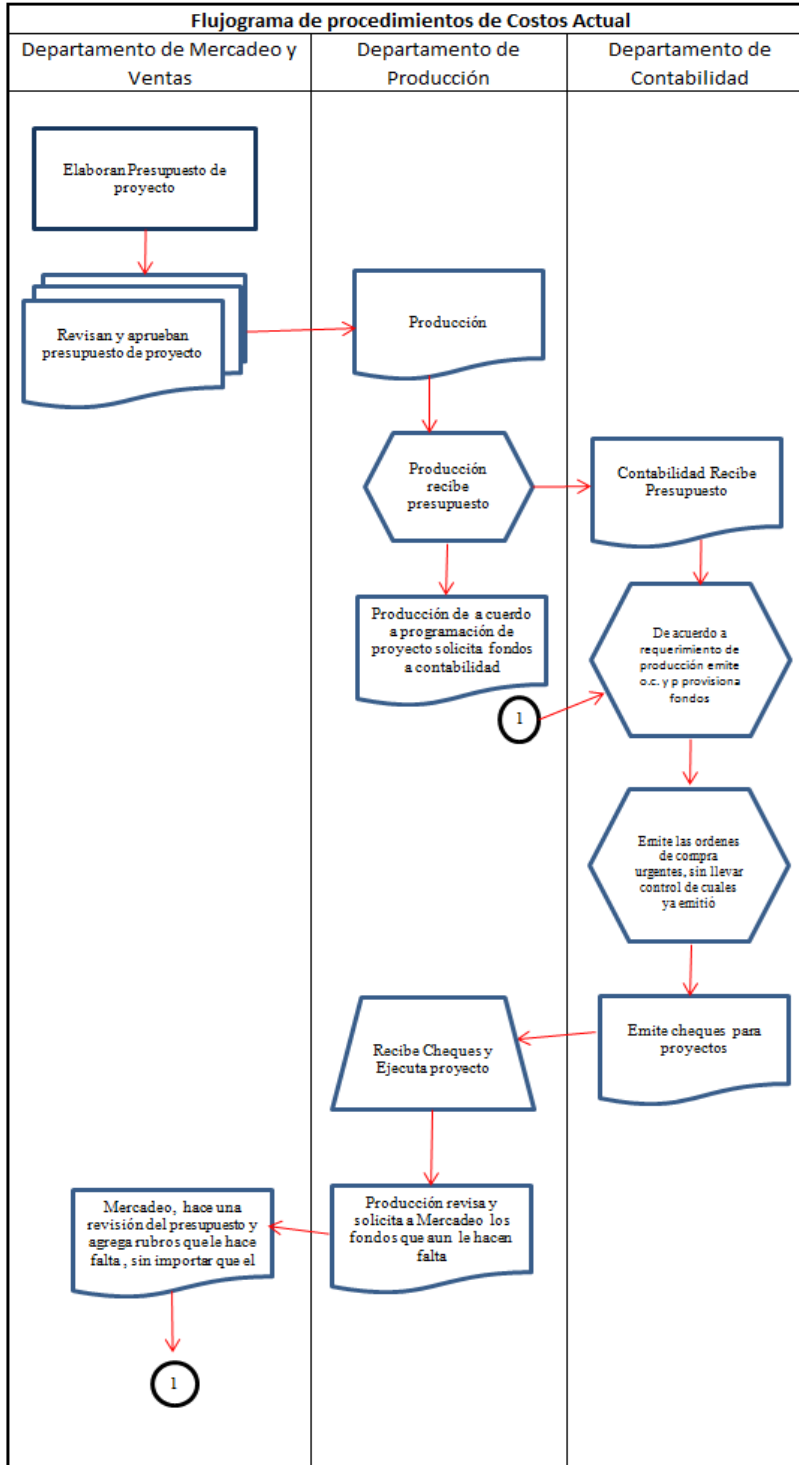 Flujograma de procedimientos de Costos Actual
Departamento de Mercadeo y
Ventas
Departamento de
Producción
Departamento de
Contabilidad
Elaboran Presupuesto de
proyecto
Revisan y aprueban
presupuesto de proyecto
Producción
Producción
recibe
presupuesto
Contabilidad Recibe
Presupuesto
Producción de a cuerdo
a programación de
proyecto solicita fondos
a contabilidad
De acuerdo a
requerimiento de
producción emite
o.c. y p provisiona
fondos
1
Emite las ordenes
de compra
urgentes, sin llevar
control de cuales
ya emitió
Emite cheques para
proyectos
Recibe Cheques y
Ejecuta proyecto
Producción revisa y
solicita a Mercadeo los
fondos que aun le hacen
falta
Mercadeo, hace una
revisión del presupuesto y
agrega rubros que le hace
falta , sin importar que el
1